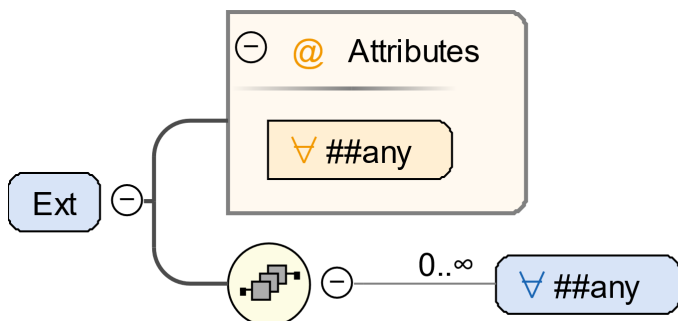 @ Attributes
∀ ##any
Ext
0..∞
∀ ##any